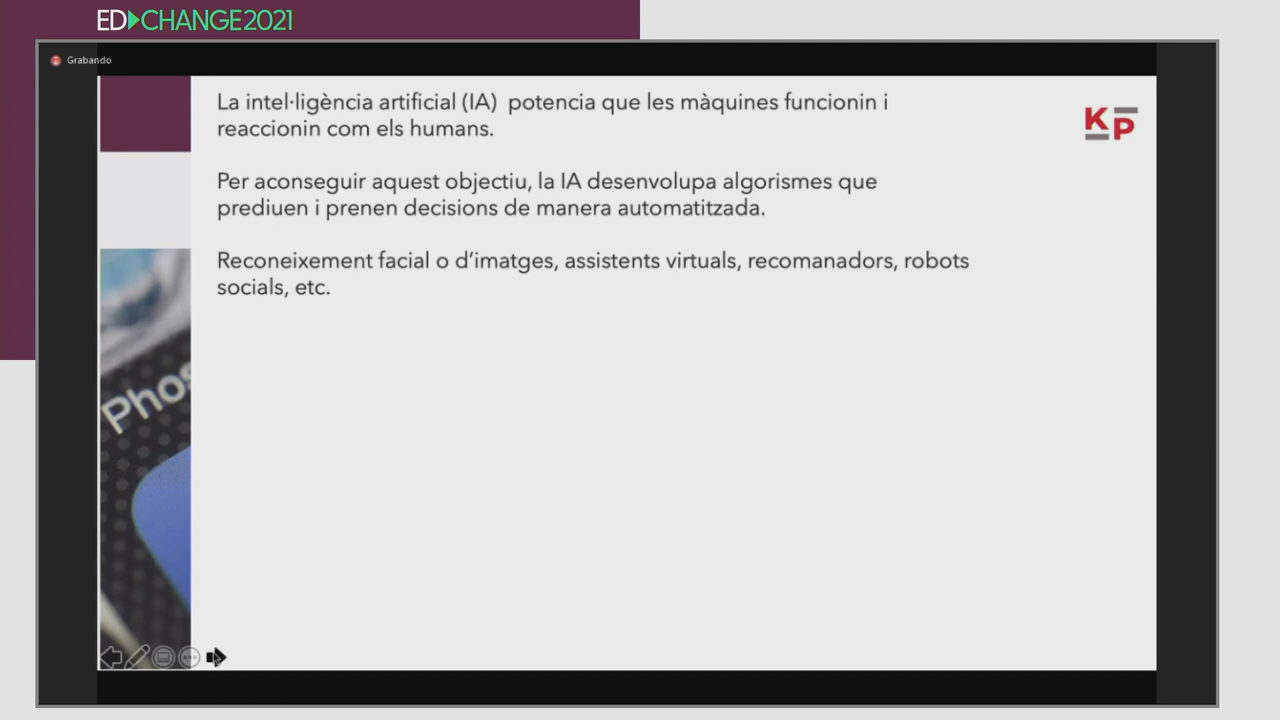 ED CHANGE2021
Grabando
La intel·ligència artificial (IA) potencia que les màquines funcionin i
reaccionin com els humans.
KP
Per aconseguir aquest objectiu, la IA desenvolupa algorismes que
prediuen i prenen decisions de manera automatitzada.
Reconeixement facial o d’imatges, assistents virtuals, recomanadors, robots
socials, etc.
Phos